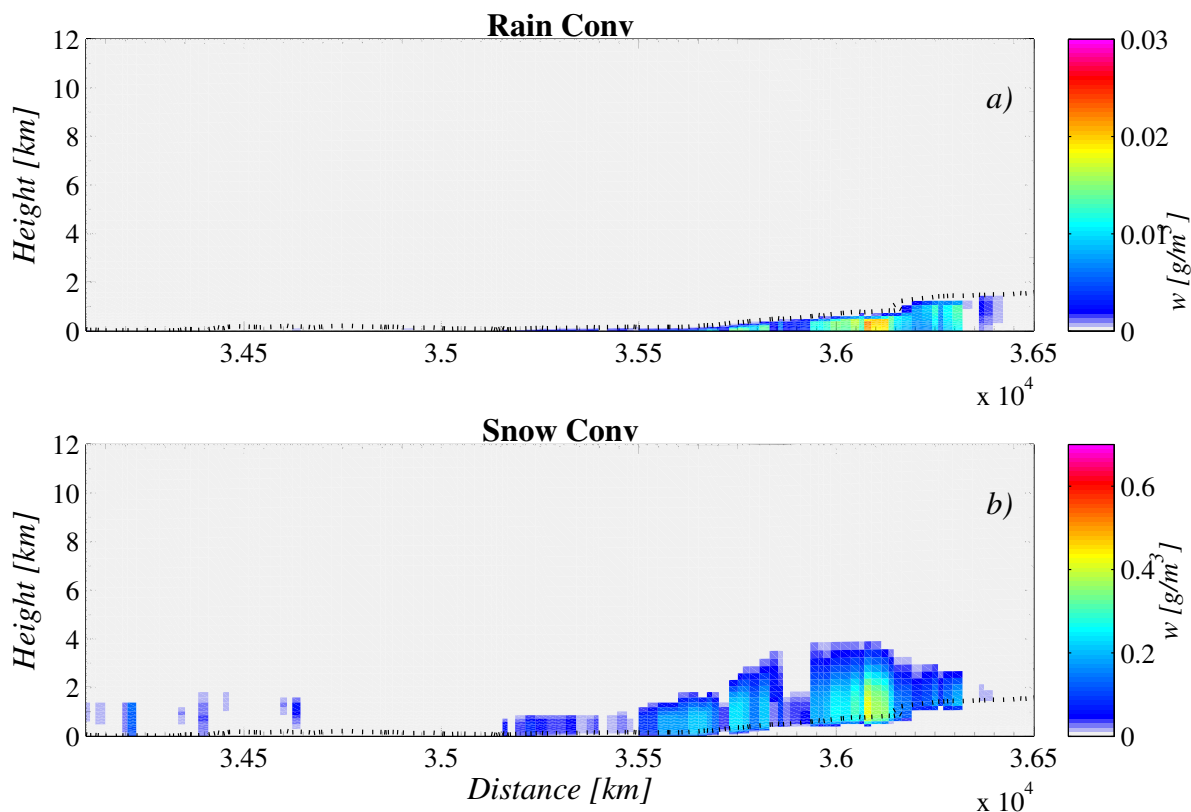 Rain Conv
12
10
8
6
4
2
0
Height [km]
a)
3.45
3.5
3.55
3.6
3.65
x 10^4
0.03
0.02
0.01
0
w [g/m^3]
Snow Conv
12
10
8
6
4
2
0
Height [km]
b)
3.45
3.5
3.55
3.6
3.65
x 10^4
Distance [km]
0.6
0.4
0.2
0
w [g/m^3]